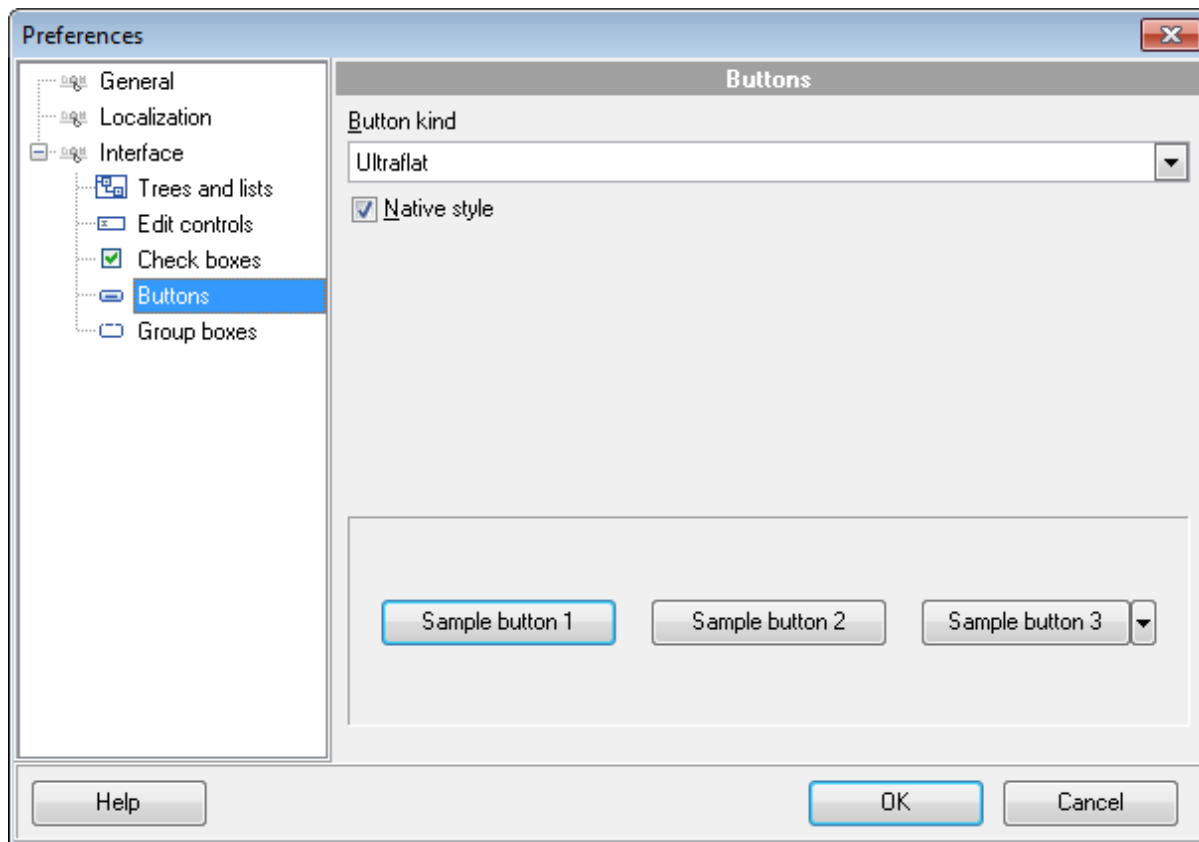 Preferences
General
Localization
Interface
Trees and lists
Edit controls
Check boxes
Buttons
Group boxes
Buttons
Button kind
Ultraflat
Native style
Sample button 1
Sample button 2
Sample button 3
Help
OK
Cancel